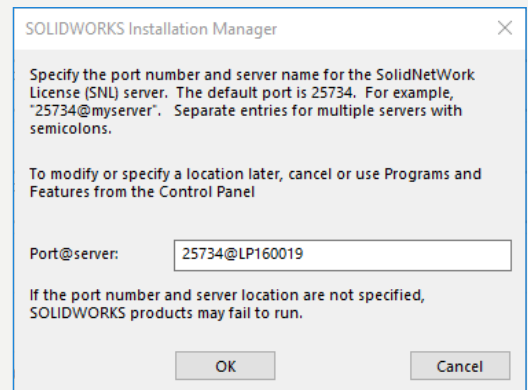 SOLIDWORKS Installation Manager
Specify the port number and server name for the SolidNetWork
License (SNL) server.  The default port is 25734.  For example,
"25734@myserver".   Separate entries for multiple servers with
semicolons.
To modify or specify a location later, cancel or use Programs and
Features from the Control Panel
Port@server:
25734@LP160019
If the port number and server location are not specified,
SOLIDWORKS products may fail to run.
OK
Cancel